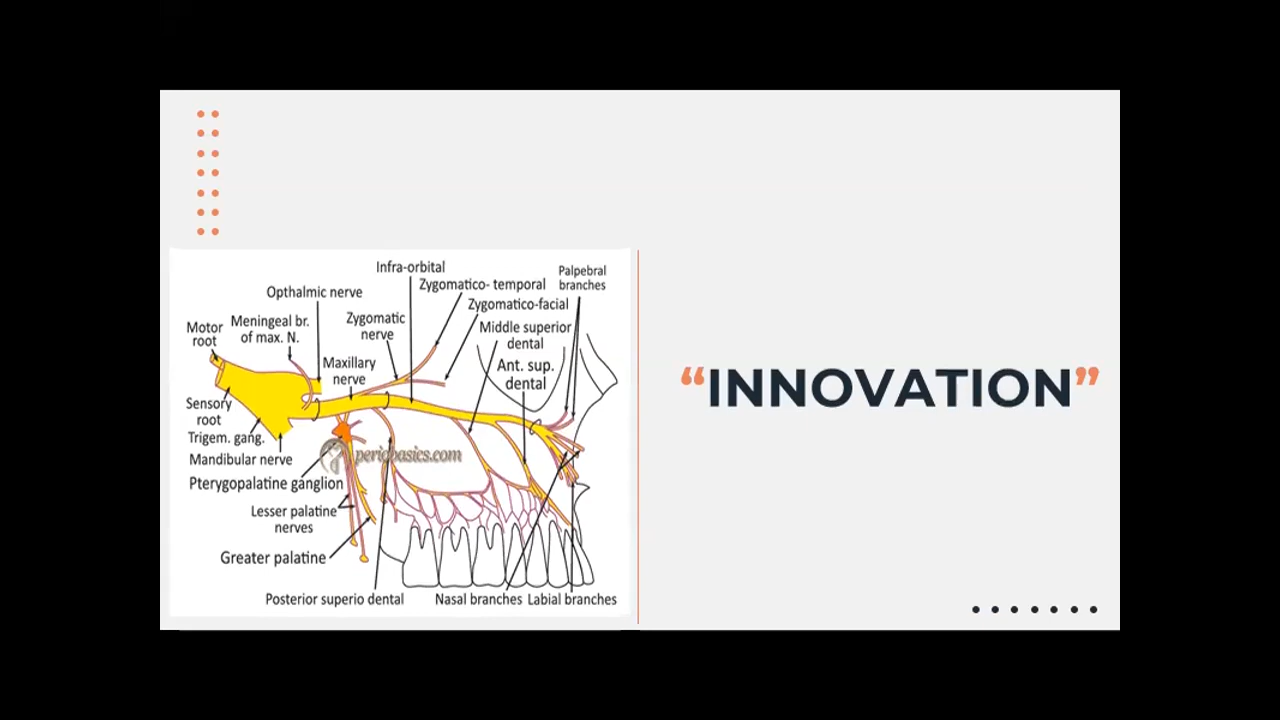 Infra-orbital
Zygomatico- temporal
Palpebral
branches
Opthalmic nerve
Zygomatico-facial
Motor
root
Meningeal br.
of max. N.
Zygomatic
nerve
Middle superior
dental
Maxillary
nerve
Ant. sup.
dental
Sensory
root
Trigem. gang.
Mandibular nerve
periobasics.com
Pterygopalatine ganglion
Lesser palatine
nerves
Greater palatine
Posterior superio dental
Nasal branches
Labial branches
“INNOVATION”